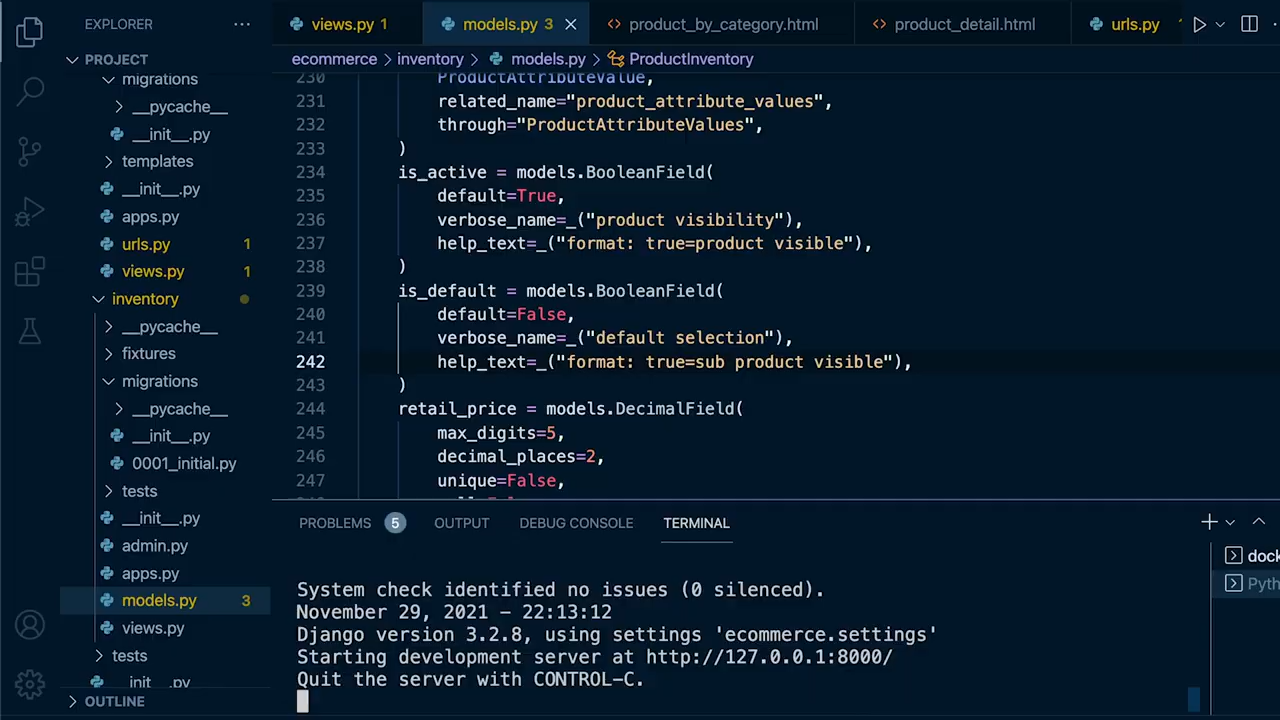 EXPLORER
PROJECT
migrations
__pycache__
__init__.py
templates
__init__.py
apps.py
urls.py 1
views.py 1
inventory
__pycache__
fixtures
migrations
__pycache__
__init__.py
0001_initial.py
tests
__init__.py
admin.py
apps.py
models.py 3
views.py
tests
__init__.py
OUTLINE
views.py 1
models.py 3
product_by_category.html
product_detail.html
urls.py
ecommerce > inventory > models.py > ProductInventory
230 ProductAttributeValue,
231 related_name="product_attribute_values",
232 through="ProductAttributeValues",
233 )
234 is_active = models.BooleanField(
235 default=True,
236 verbose_name=_("product visibility"),
237 help_text=_("format: true=product visible"),
238 )
239 is_default = models.BooleanField(
240 default=False,
241 verbose_name=_("default selection"),
242 help_text=_("format: true=sub product visible"),
243 )
244 retail_price = models.DecimalField(
245 max_digits=5,
246 decimal_places=2,
247 unique=False,
PROBLEMS 5 OUTPUT DEBUG CONSOLE TERMINAL
System check identified no issues (0 silenced).
November 29, 2021 - 22:13:12
Django version 3.2.8, using settings 'ecommerce.settings'
Starting development server at http://127.0.0.1:8000/
Quit the server with CONTROL-C.
dock
Pyth